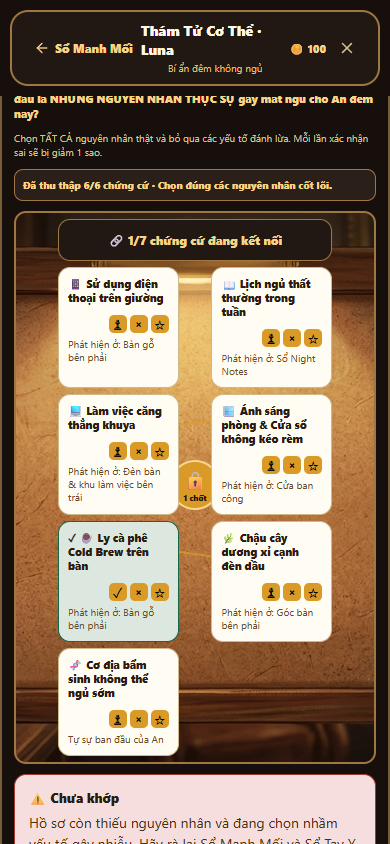 Thám Tử Cơ Thể ·
Luna
← Sổ Manh Mối
100
×
Bí ẩn đêm không ngủ
đâu là NHỮNG NGUYÊN NHÂN THỰC SỰ gây mất ngủ cho An đêm
nay?
Chọn TẤT CẢ nguyên nhân thật và bỏ qua các yếu tố đánh lừa. Mỗi lần xác nhận
sai sẽ bị giảm 1 sao.
Đã thu thập 6/6 chứng cứ · Chọn đúng các nguyên nhân cốt lõi.
1/7 chứng cứ đang kết nối
Sử dụng điện
thoại trên giường
Phát hiện ở: Bàn gỗ
bên phải
Lịch ngủ thất
thường trong
tuần
Phát hiện ở: Sổ Night
Notes
Làm việc căng
thẳng khuya
Phát hiện ở: Đèn bàn
& khu làm việc bên
trái
Ánh sáng
phòng & Cửa sổ
không kéo rèm
Phát hiện ở: Cửa ban
công
1 chốt
✓ Ly cà phê
Cold Brew trên
bàn
Phát hiện ở: Bàn gỗ
bên phải
Chậu cây
dương xỉ cạnh
đèn dầu
Phát hiện ở: Góc bàn
bên phải
Cơ địa bẩm
sinh không thể
ngủ sớm
Tự sự ban đầu của An
Chưa khớp
Hồ sơ còn thiếu nguyên nhân và đang chọn nhầm
yếu tố gây nhiễu. Hãy rà lại Sổ Manh Mối và Sổ Tay Y